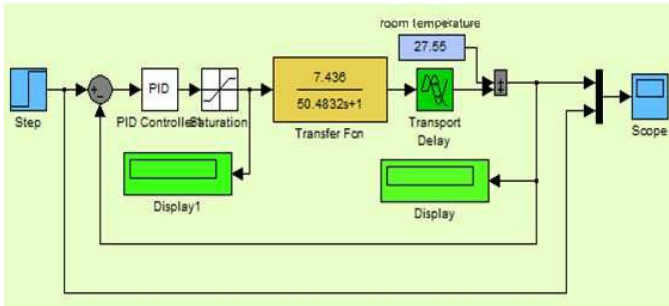 room temperature
27.55
Step
+
-
PID
PID Controller1
Saturation
7.436
50.4832s+1
Transfer Fcn
Transport
Delay
+
+
Scope
Display1
Display